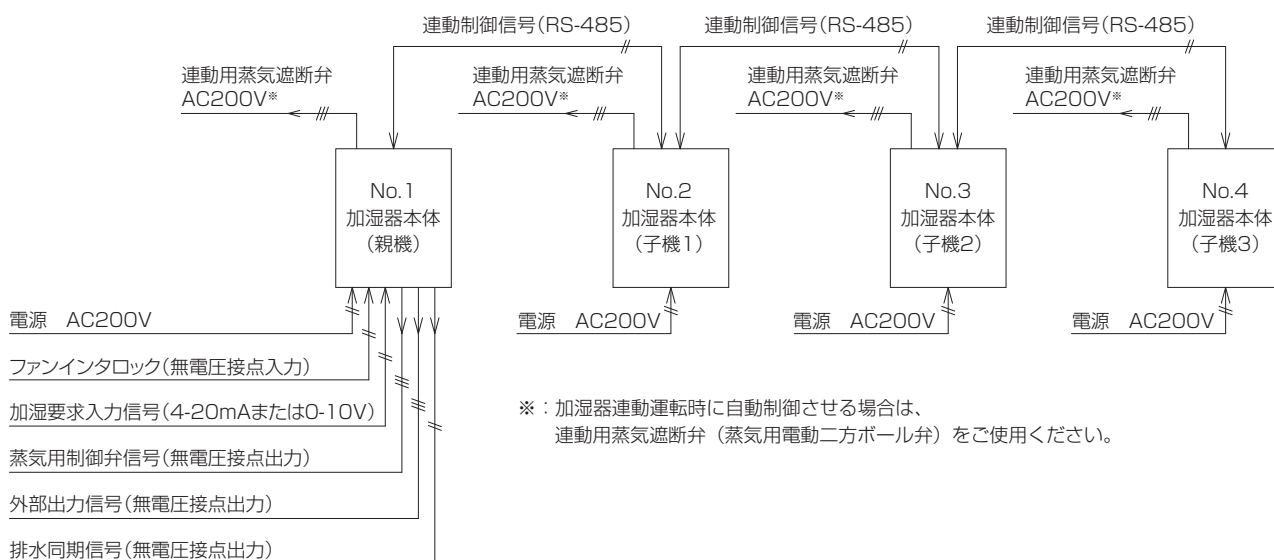 連動制御信号(RS-485)
連動制御信号(RS-485)
連動制御信号(RS-485)
連動用蒸気遮断弁
AC200V※
連動用蒸気遮断弁
AC200V※
連動用蒸気遮断弁
AC200V※
連動用蒸気遮断弁
AC200V※
No.1
加湿器本体
(親機)
No.2
加湿器本体
(子機1)
No.3
加湿器本体
(子機2)
No.4
加湿器本体
(子機3)
電源 AC200V
電源 AC200V
電源 AC200V
電源 AC200V
ファンインタロック(無電圧接点入力)
加湿要求入力信号(4-20mAまたは0-10V)
蒸気用制御弁信号(無電圧接点出力)
外部出力信号(無電圧接点出力)
排水同期信号(無電圧接点出力)
※：加湿器連動運転時に自動制御させる場合は、
連動用蒸気遮断弁（蒸気用電動二方ボール弁）をご使用ください。